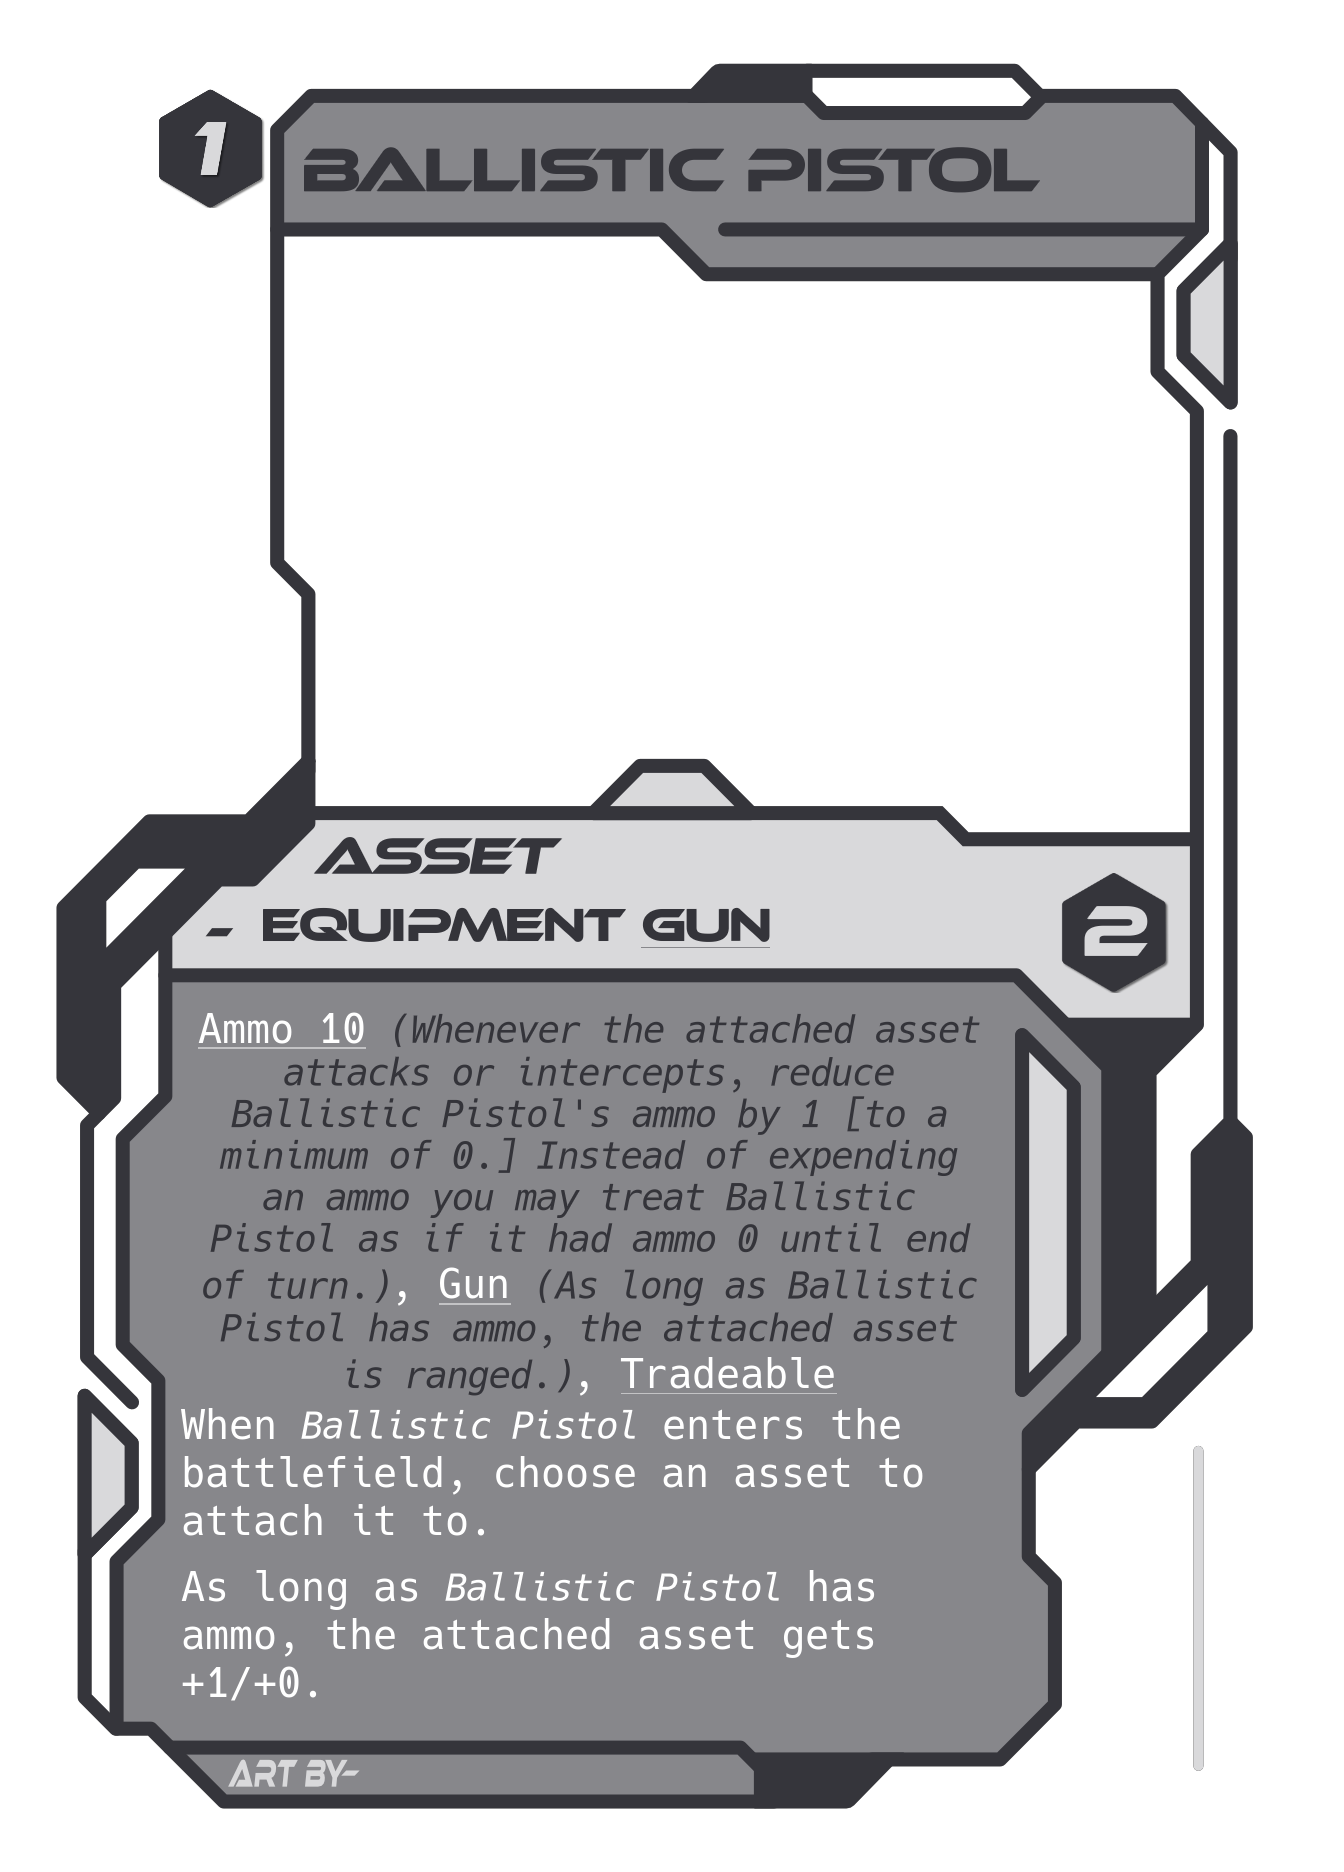 1
BALLISTIC PISTOL
ASSET
- EQUIPMENT GUN
2
Ammo 10 (Whenever the attached asset
attacks or intercepts, reduce
Ballistic Pistol's ammo by 1 [to a
minimum of 0.] Instead of expending
an ammo you may treat Ballistic
Pistol as if it had ammo 0 until end
of turn.), Gun (As long as Ballistic
Pistol has ammo, the attached asset
is ranged.), Tradeable
When Ballistic Pistol enters the
battlefield, choose an asset to
attach it to.
As long as Ballistic Pistol has
ammo, the attached asset gets
+1/+0.
ART BY-